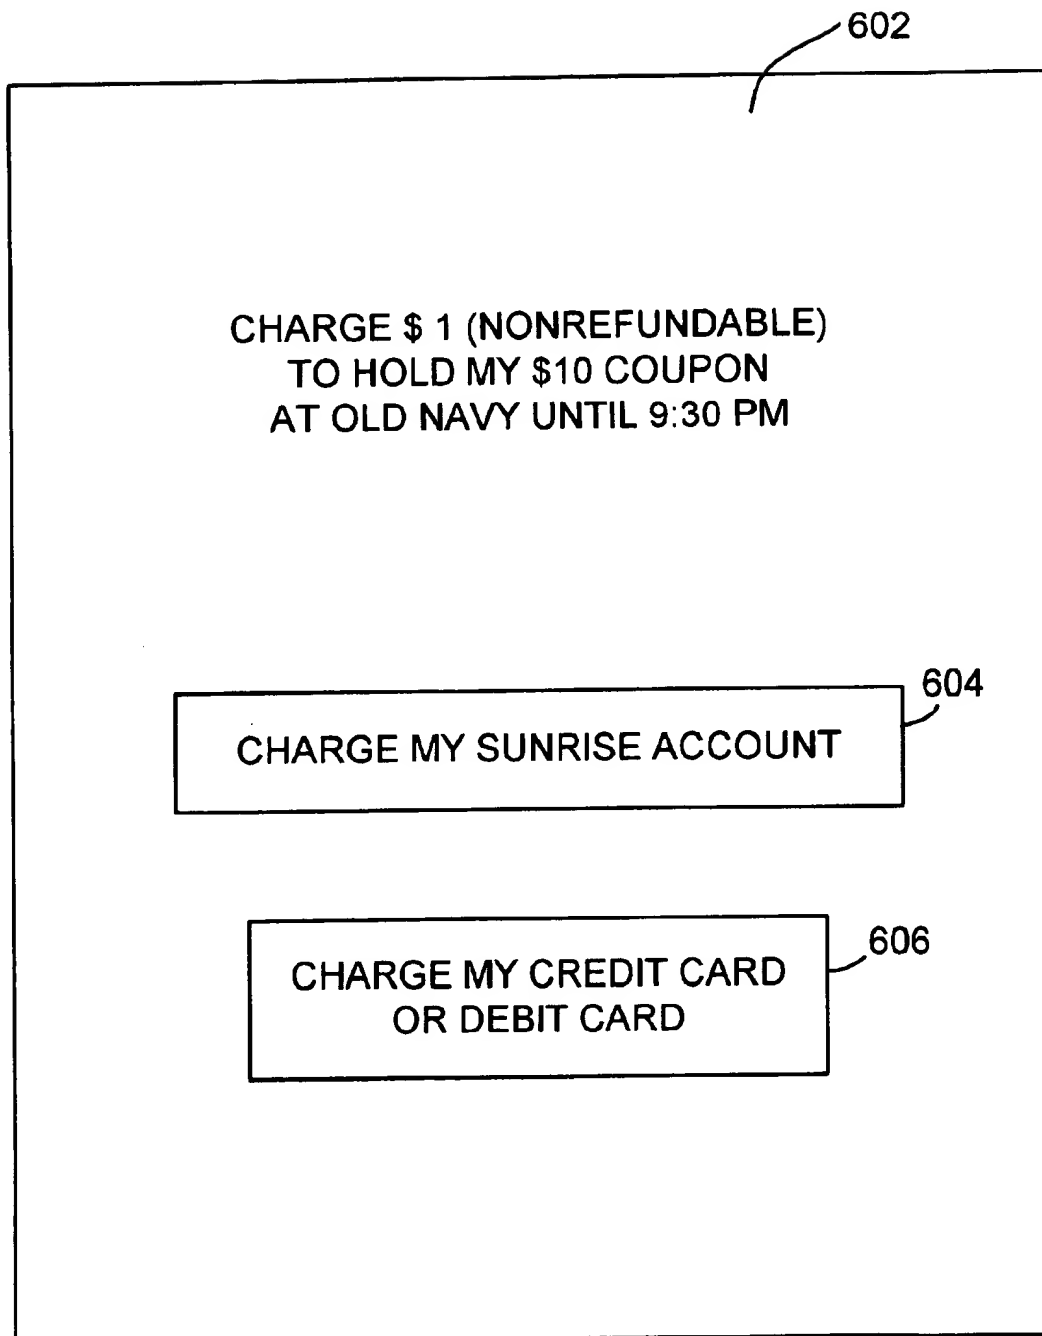 602
CHARGE $ 1 (NONREFUNDABLE)
TO HOLD MY $10 COUPON
AT OLD NAVY UNTIL 9:30 PM
604
CHARGE MY SUNRISE ACCOUNT
606
CHARGE MY CREDIT CARD
OR DEBIT CARD